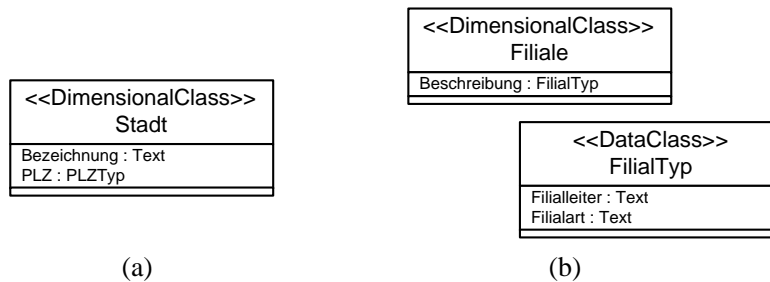 <<DimensionalClass>>
Stadt
Bezeichnung : Text
PLZ : PLZTyp
(a)
<<DimensionalClass>>
Filiale
Beschreibung : FilialTyp
<<DataClass>>
FilialTyp
Filialleiter : Text
Filialart : Text
(b)